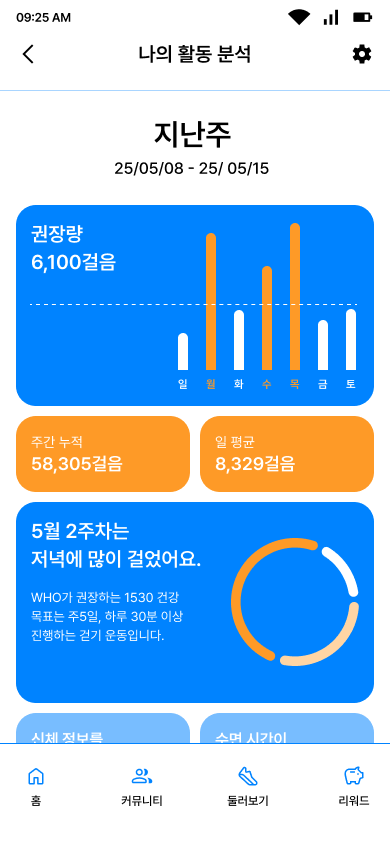 09:25 AM
나의 활동 분석
지난주
25/05/08 - 25/ 05/15
권장량
6,100걸음
일 월 화 수 목 금 토
주간 누적
58,305걸음
일 평균
8,329걸음
5월 2주차는
저녁에 많이 걸었어요.
WHO가 권장하는 1530 건강
목표는 주5일, 하루 30분 이상
진행하는 걷기 운동입니다.
신체 정보를
수면 시간이
홈
커뮤니티
둘러보기
리워드